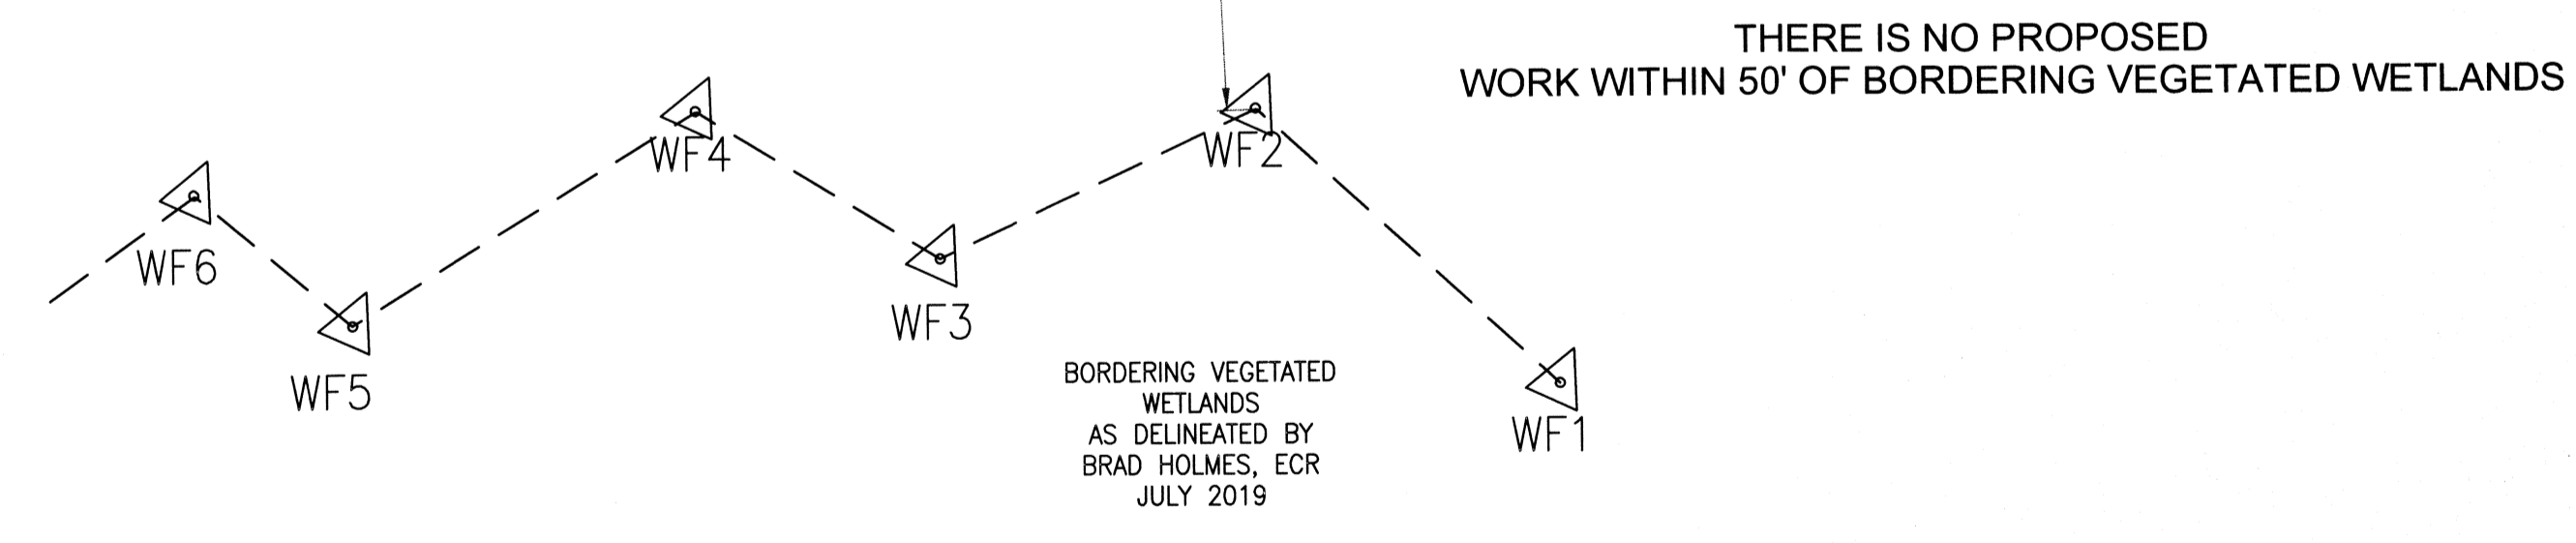 THERE IS NO PROPOSED
WORK WITHIN 50' OF BORDERING VEGETATED WETLANDS
WF4
WF2
WF6
WF3
WF5
WF1
BORDERING VEGETATED
WETLANDS
AS DELINEATED BY
BRAD HOLMES, ECR
JULY 2019